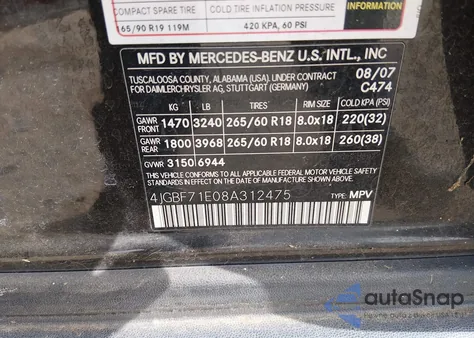 COMPACT SPARE TIRE COLD TIRE INFLATION PRESSURE INFORMATION
165/90 R19 119M 420 KPA, 60 PSI
MFD BY MERCEDES-BENZ U.S. INTL., INC
TUSCALOOSA COUNTY, ALABAMA (USA). UNDER CONTRACT 08/07
FOR DAIMLERCHRYSLER AG, STUTTGART (GERMANY) C474
KG LB TIRES RIM SIZE COLD KPA (PSI)
GAWR FRONT 1470 3240 265/60 R18 8.0x18 220(32)
GAWR REAR 1800 3968 265/60 R18 8.0x18 260(38)
GVWR 3150 6944
THIS VEHICLE CONFORMS TO ALL APPLICABLE FEDERAL MOTOR VEHICLE SAFETY
STANDARDS IN EFFECT ON THE DATE OF MANUFACTURE SHOWN ABOVE.
4JGBF71E08A312475 TYPE: MPV
autoSnap